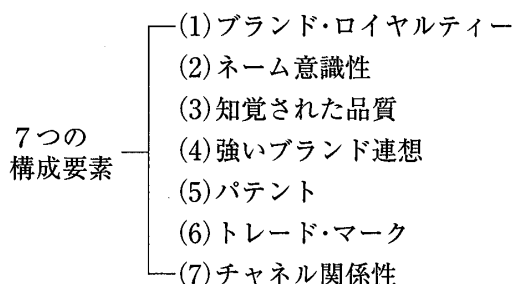 7つの
構成要素
(1)ブランド・ロイヤルティー
(2)ネーム意識性
(3)知覚された品質
(4)強いブランド連想
(5)パテント
(6)トレード・マーク
(7)チャネル関係性